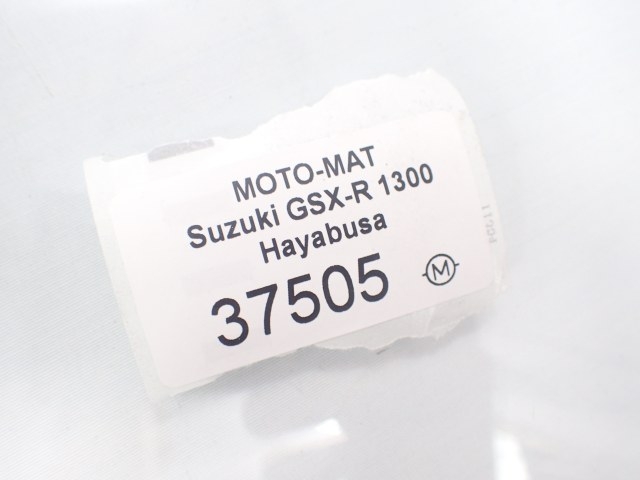 MOTO-MAT
Suzuki GSX-R 1300
Hayabusa
37505
M